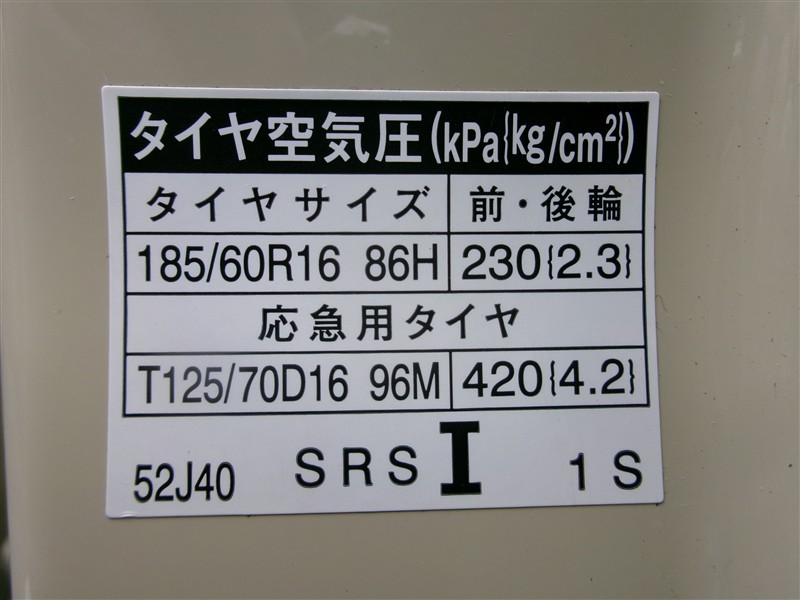 タイヤ空気圧(kPa{kg/cm²})
タイヤサイズ 前・後輪
185/60R16 86H 230{2.3}
応急用タイヤ
T125/70D16 96M 420{4.2}
52J40 SRS I 1S